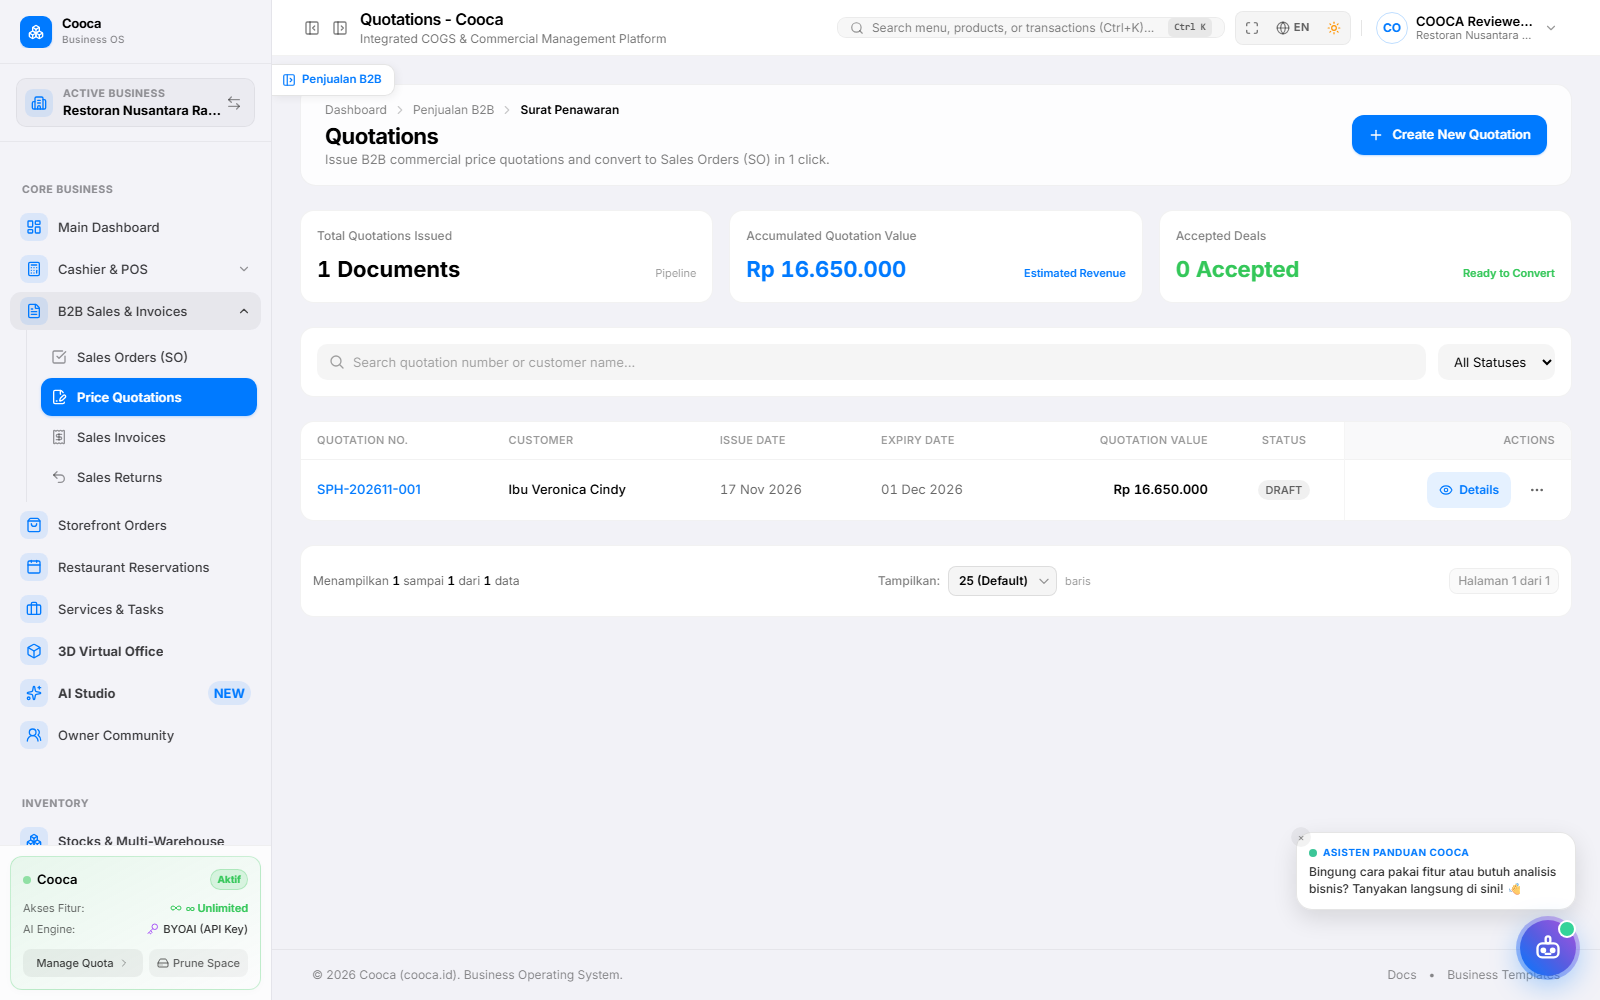 Cooca
Business OS
ACTIVE BUSINESS
Restoran Nusantara Ra...
CORE BUSINESS
Main Dashboard
Cashier & POS
B2B Sales & Invoices
Sales Orders (SO)
Price Quotations
Sales Invoices
Sales Returns
Storefront Orders
Restaurant Reservations
Services & Tasks
3D Virtual Office
AI Studio NEW
Owner Community
INVENTORY
Stocks & Multi-Warehouse
Cooca Aktif
Akses Fitur: ∞ Unlimited
AI Engine: BYOAI (API Key)
Manage Quota Prune Space
Quotations - Cooca
Integrated COGS & Commercial Management Platform
Search menu, products, or transactions (Ctrl+K)... Ctrl K
EN
CO
COOCA Reviewe...
Restoran Nusantara ...
Penjualan B2B
Dashboard Penjualan B2B Surat Penawaran
Quotations
Issue B2B commercial price quotations and convert to Sales Orders (SO) in 1 click.
Create New Quotation
Total Quotations Issued
1 Documents Pipeline
Accumulated Quotation Value
Rp 16.650.000 Estimated Revenue
Accepted Deals
0 Accepted Ready to Convert
Search quotation number or customer name...
All Statuses
QUOTATION NO. CUSTOMER ISSUE DATE EXPIRY DATE QUOTATION VALUE STATUS ACTIONS
SPH-202611-001 Ibu Veronica Cindy 17 Nov 2026 01 Dec 2026 Rp 16.650.000 DRAFT Details
Menampilkan 1 sampai 1 dari 1 data
Tampilkan: 25 (Default) baris
Halaman 1 dari 1
ASISTEN PANDUAN COOCA
Bingung cara pakai fitur atau butuh analisis
bisnis? Tanyakan langsung di sini! 👋
© 2026 Cooca (cooca.id). Business Operating System.
Docs • Business Templates